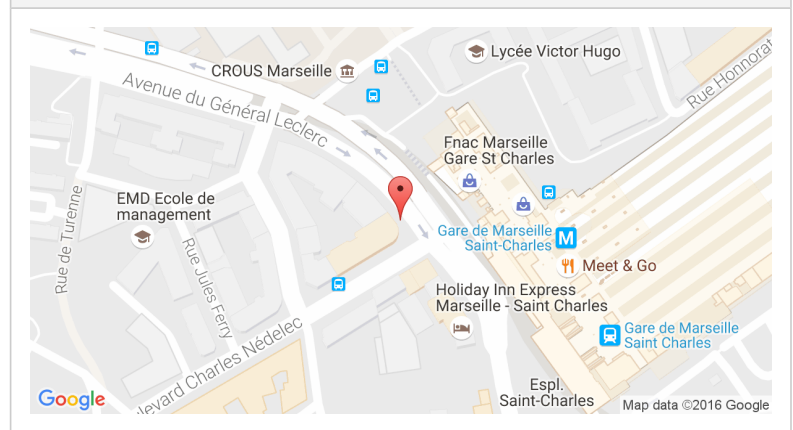 Lycée Victor Hugo
CROUS Marseille
Avenue du Général Leclerc
Rue Honnorat
Fnac Marseille
Gare St Charles
EMD Ecole de
management
Rue de Turenne
Rue Jules Ferry
Gare de Marseille
Saint-Charles
M
Meet & Go
Holiday Inn Express
Marseille - Saint Charles
Gare de Marseille
Saint Charles
levard Charles Nédelec
Espl.
Saint-Charles
Google
Map data ©2016 Google